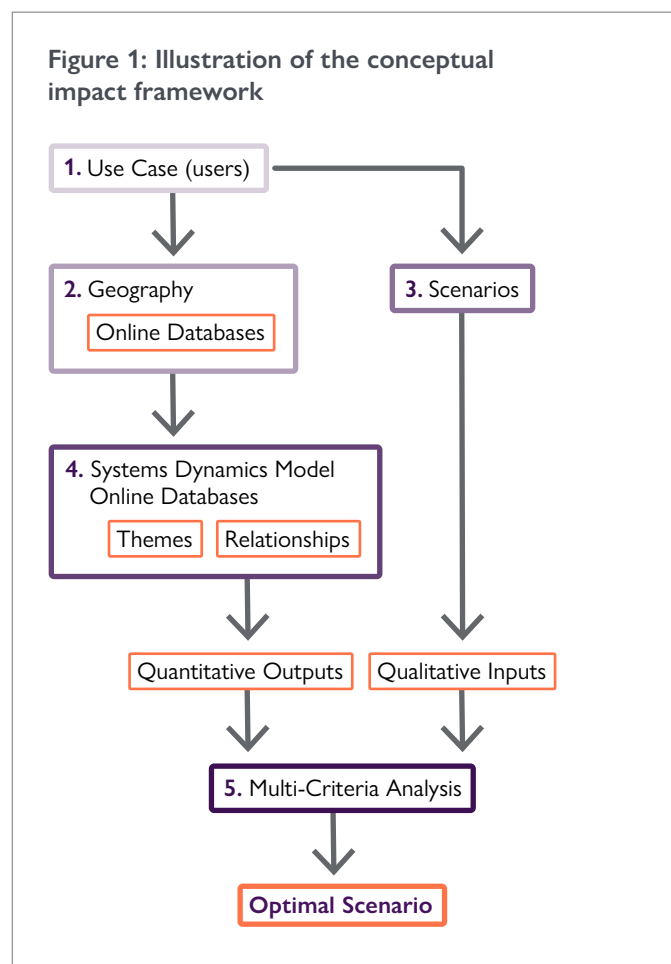 Figure 1: Illustration of the conceptual
impact framework
1. Use Case (users)
2. Geography
Online Databases
3. Scenarios
4. Systems Dynamics Model
Online Databases
Themes
Relationships
Quantitative Outputs
Qualitative Inputs
5. Multi-Criteria Analysis
Optimal Scenario